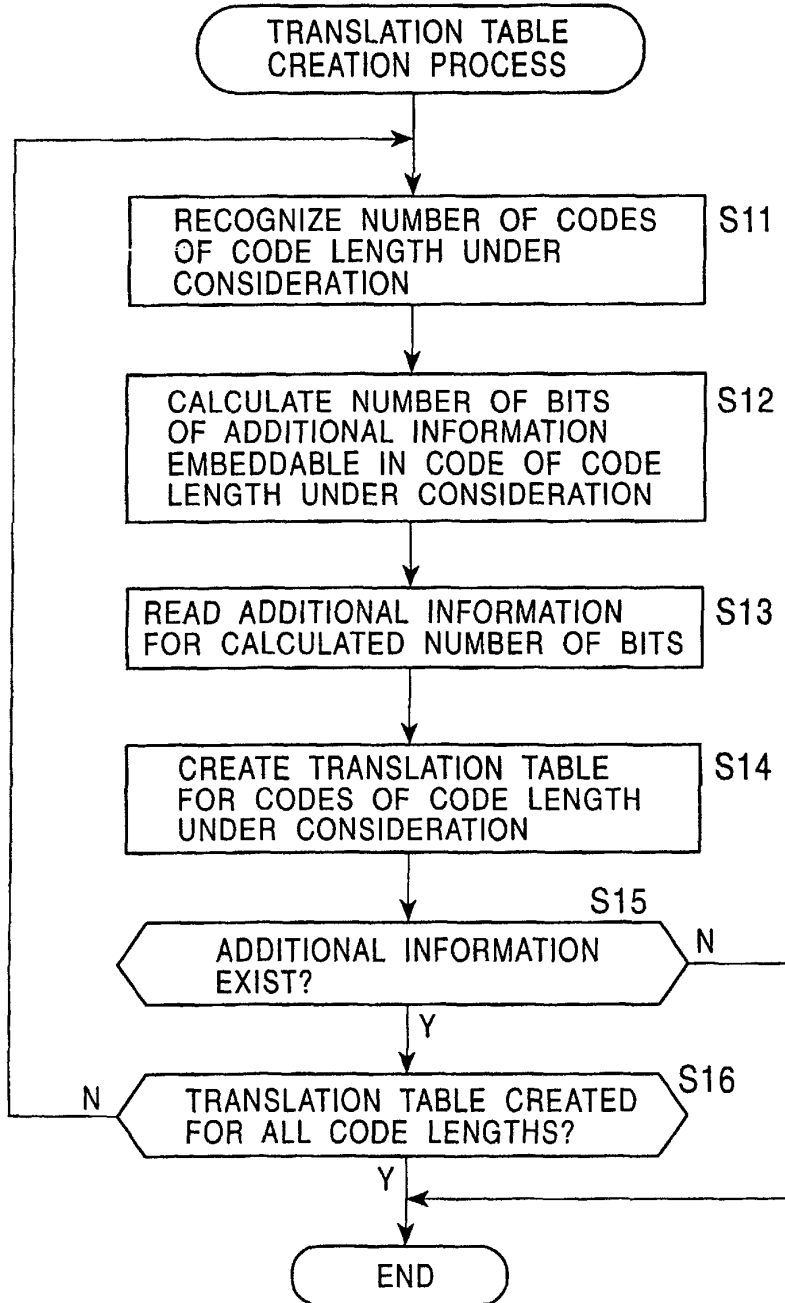 TRANSLATION TABLE
CREATION PROCESS
RECOGNIZE NUMBER OF CODES
OF CODE LENGTH UNDER
CONSIDERATION
S11
CALCULATE NUMBER OF BITS
OF ADDITIONAL INFORMATION
EMBEDDABLE IN CODE OF CODE
LENGTH UNDER CONSIDERATION
S12
READ ADDITIONAL INFORMATION
FOR CALCULATED NUMBER OF BITS
S13
CREATE TRANSLATION TABLE
FOR CODES OF CODE LENGTH
UNDER CONSIDERATION
S14
S15
ADDITIONAL INFORMATION
EXIST?
N
Y
S16
N
TRANSLATION TABLE CREATED
FOR ALL CODE LENGTHS?
Y
END